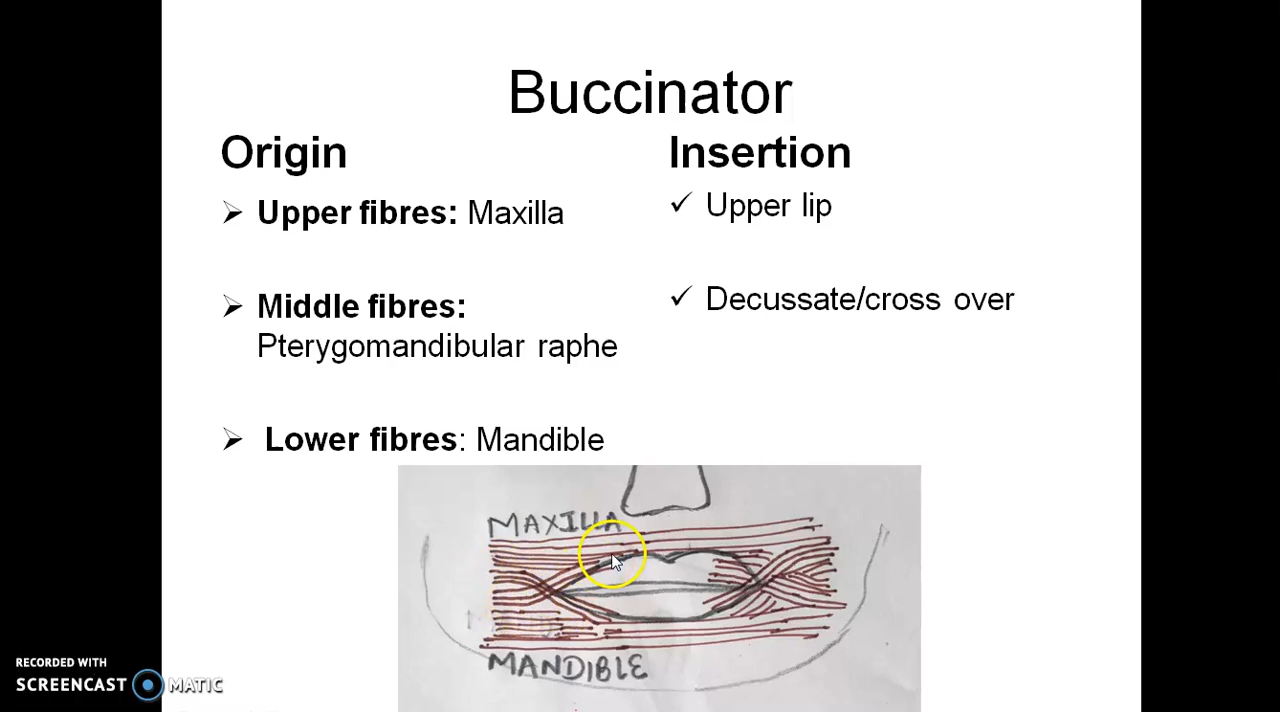 Buccinator
Origin
➢ Upper fibres: Maxilla
➢ Middle fibres:
Pterygomandibular raphe
➢ Lower fibres: Mandible
Insertion
✓ Upper lip
✓ Decussate/cross over
MAXILLA
MANDIBLE
RECORDED WITH
SCREENCAST MATIC